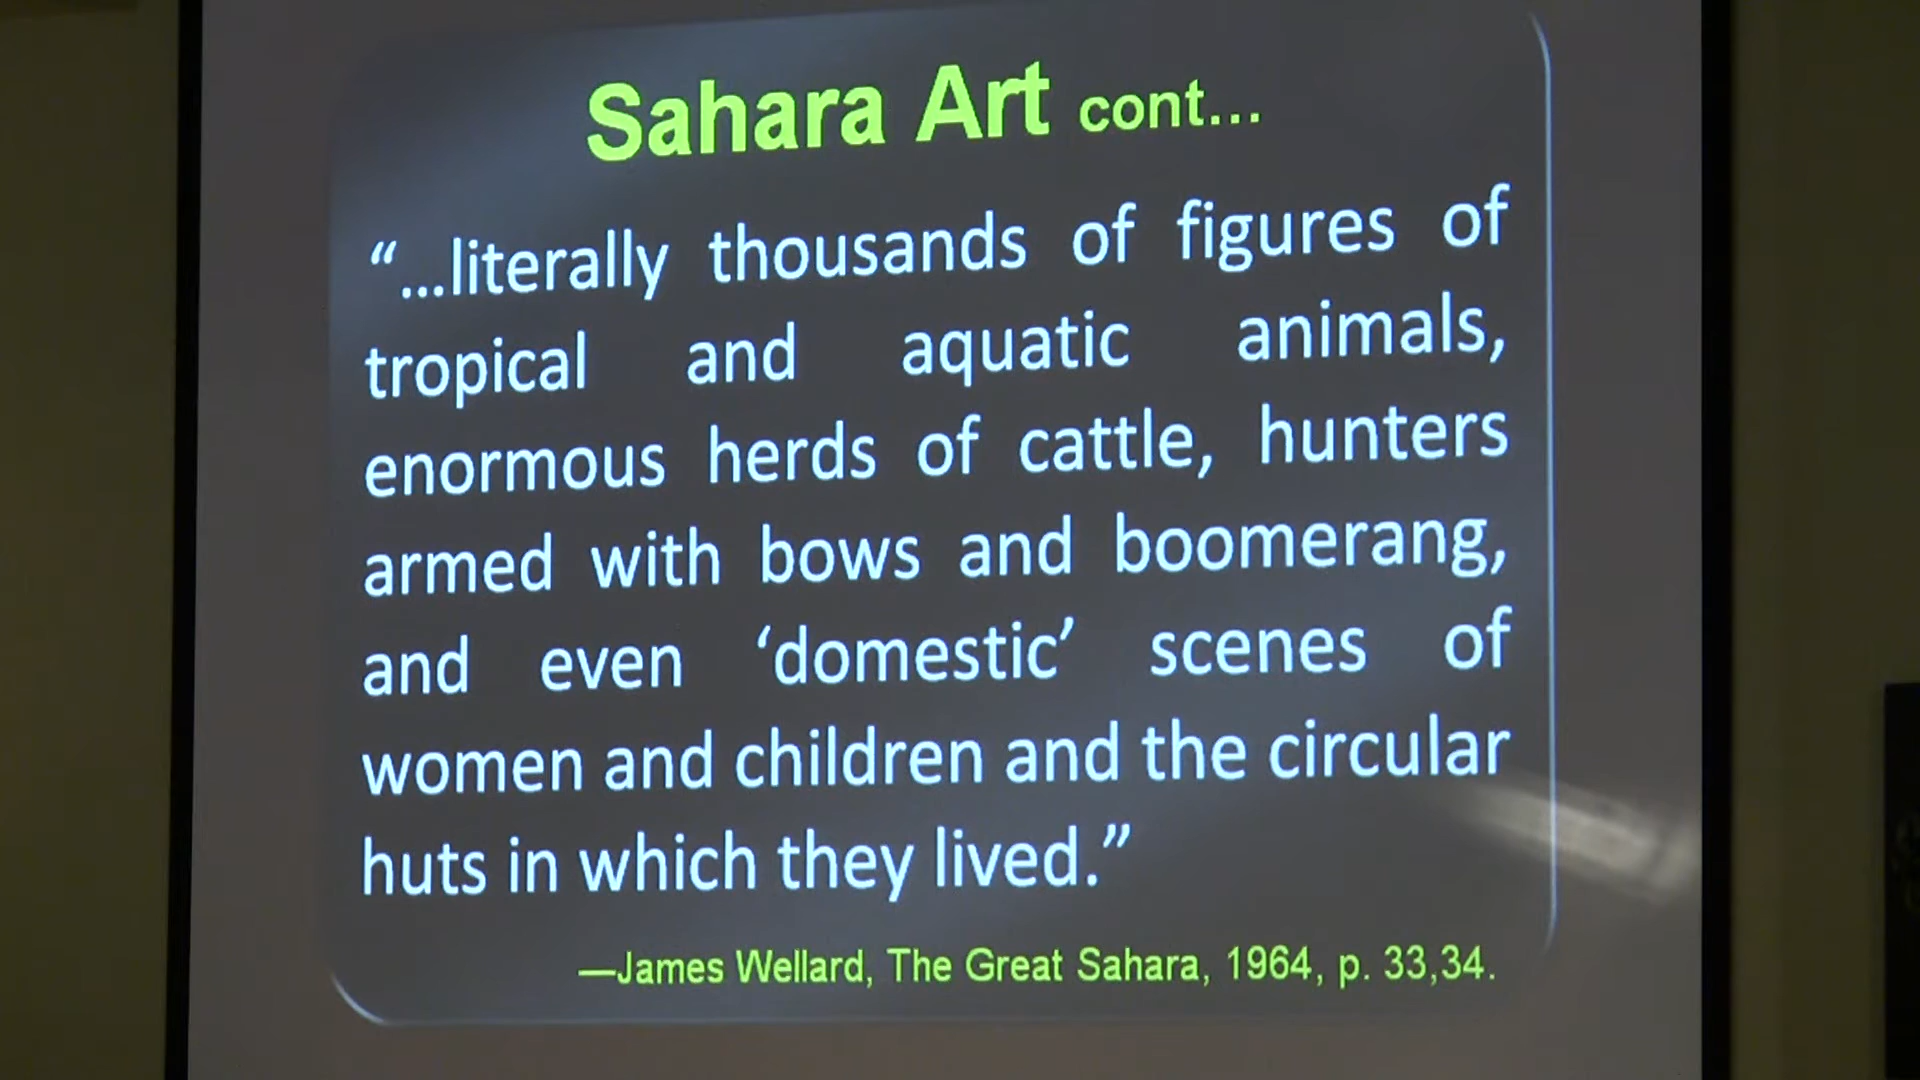 Sahara Art cont...
“...literally thousands of figures of
tropical and aquatic animals,
enormous herds of cattle, hunters
armed with bows and boomerang,
and even ‘domestic’ scenes of
women and children and the circular
huts in which they lived.”
—James Wellard, The Great Sahara, 1964, p. 33,34.